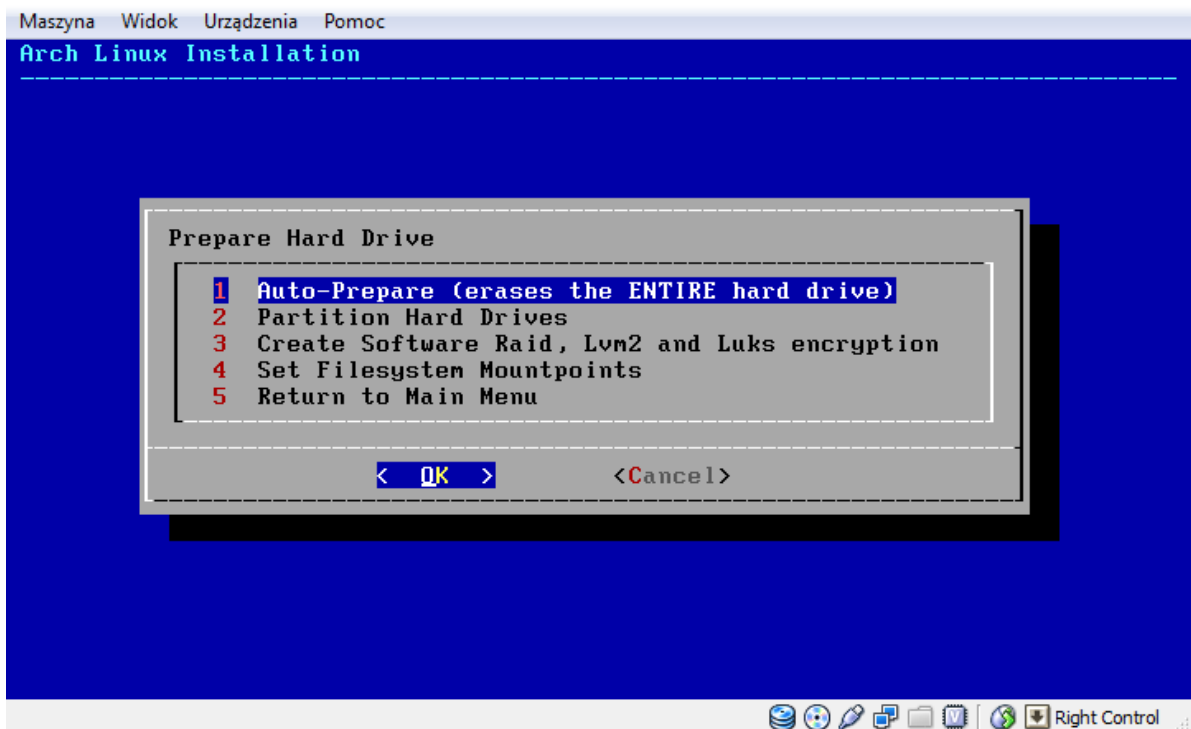 Maszyna Widok Urządzenia Pomoc
Arch Linux Installation
Prepare Hard Drive
1 Auto-Prepare (erases the ENTIRE hard drive)
2 Partition Hard Drives
3 Create Software Raid, Lvm2 and Luks encryption
4 Set Filesystem Mountpoints
5 Return to Main Menu
< OK > <Cancel>
Right Control